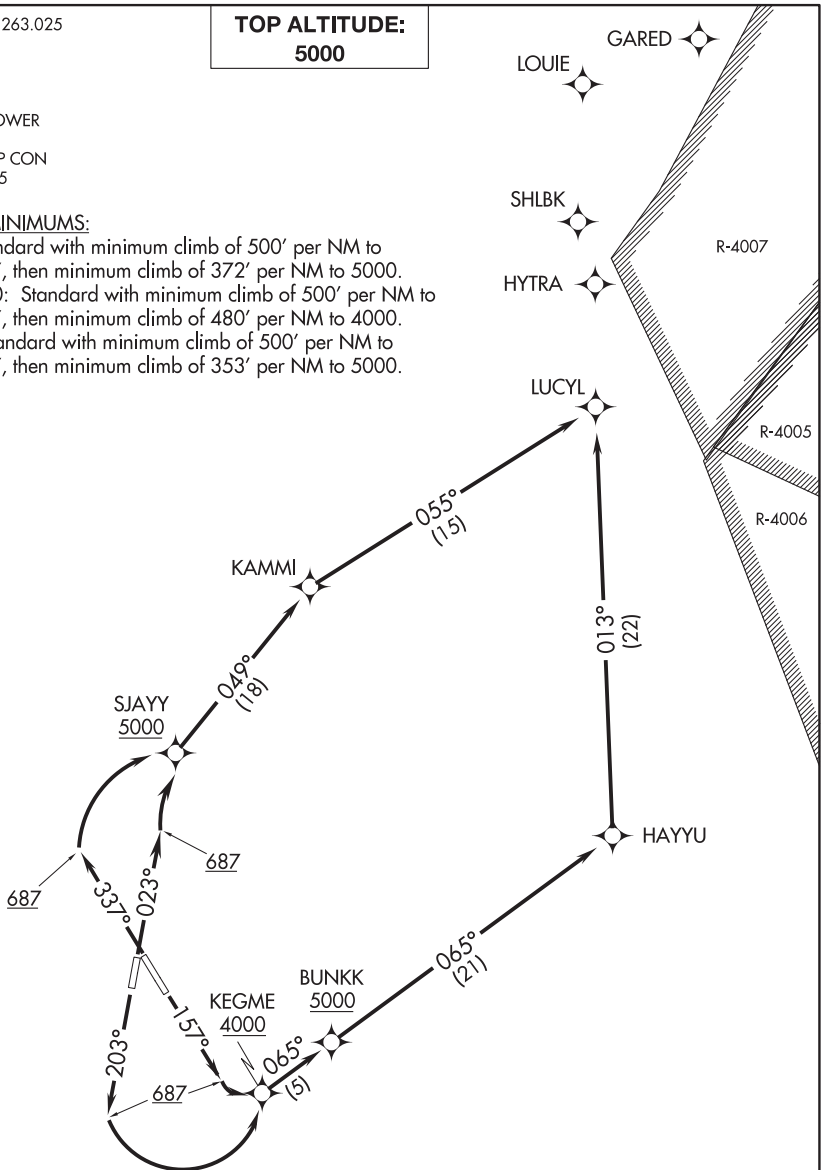 263.025
TOP ALTITUDE:
5000
GARED
LOUIE
OWER
P CON
5
SHLBK
R-4007
MINIMUMS:
ndard with minimum climb of 500' per NM to
', then minimum climb of 372' per NM to 5000.
0: Standard with minimum climb of 500' per NM to
', then minimum climb of 480' per NM to 4000.
andard with minimum climb of 500' per NM to
', then minimum climb of 353' per NM to 5000.
HYTRA
LUCYL
R-4005
R-4006
055°
(15)
KAMMI
013°
(22)
049°
(18)
SJAYY
5000
HAYYU
687
687
337°
023°
065°
(21)
BUNKK
5000
KEGME
4000
157°
203°
065°
(5)
687